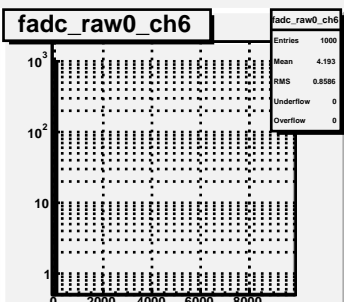 fadc_raw0_ch6
fadc_raw0_ch6
Entries 1000
Mean 4.193
RMS 0.8586
Underflow 0
Overflow 0
10³
10²
10
1
0 2000 4000 6000 8000